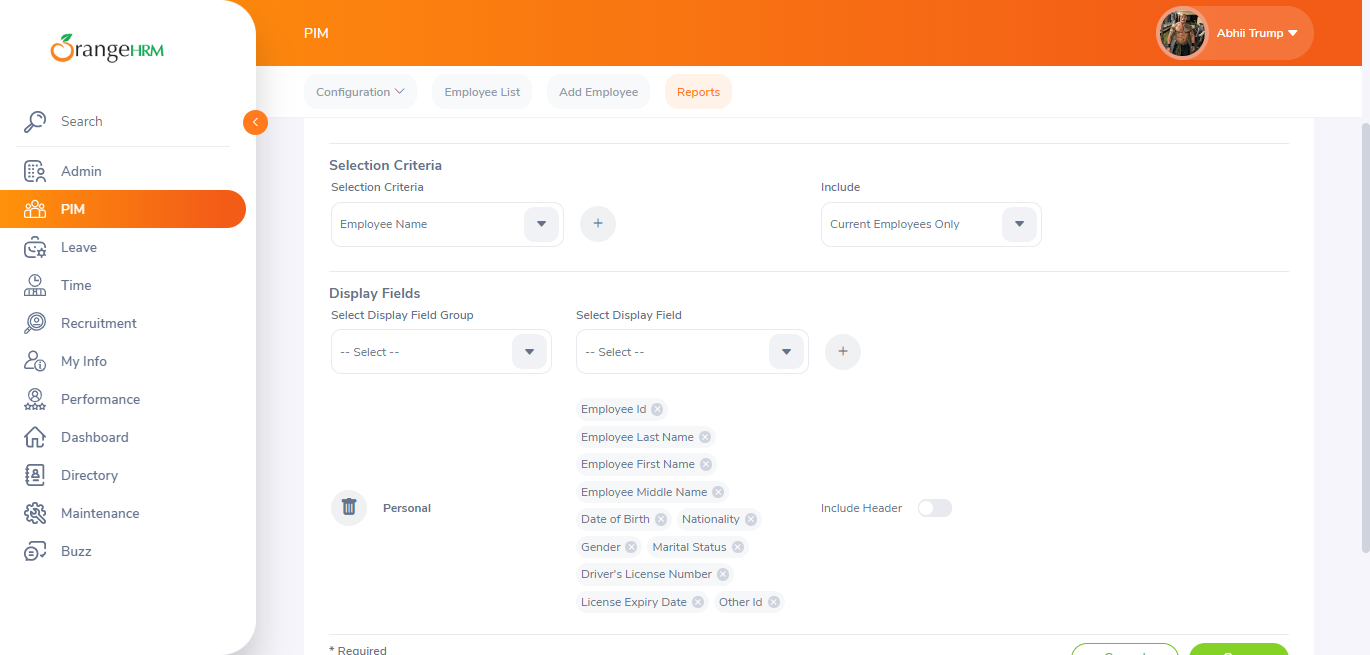 OrangeHRM
PIM
Abhii Trump
Configuration
Employee List
Add Employee
Reports
Search
Admin
PIM
Leave
Time
Recruitment
My Info
Performance
Dashboard
Directory
Maintenance
Buzz
Selection Criteria
Selection Criteria
Include
Employee Name
Current Employees Only
Display Fields
Select Display Field Group
Select Display Field
-- Select --
-- Select --
Personal
Employee Id
Employee Last Name
Employee First Name
Employee Middle Name
Date of Birth Nationality
Gender Marital Status
Driver's License Number
License Expiry Date Other Id
Include Header
* Required